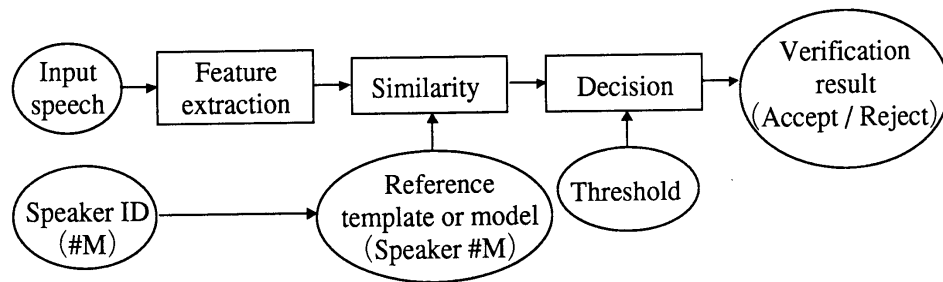 Input
speech
Feature
extraction
Similarity
Decision
Verification
result
(Accept / Reject)
Speaker ID
(#M)
Reference
template or model
(Speaker #M)
Threshold